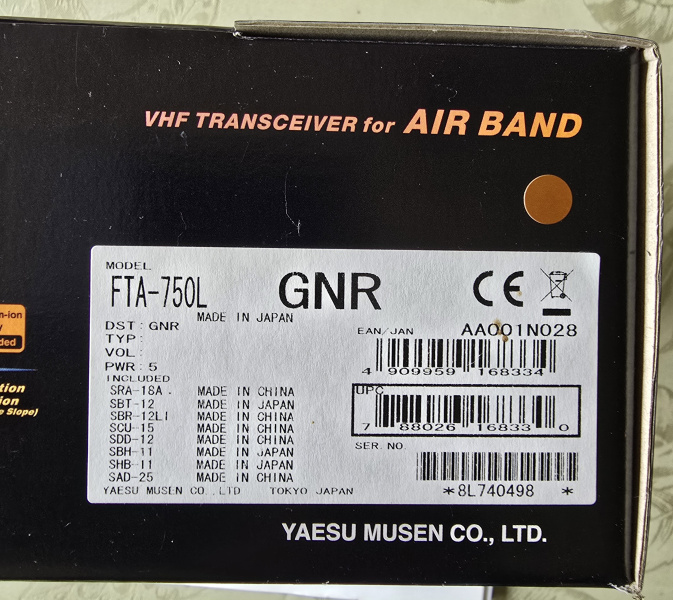 VHF TRANSCEIVER for AIR BAND
MODEL
FTA-750L
GNR
CE
MADE IN JAPAN
DST: GNR
TYP:
VOL:
PWR: 5
EAN/JAN AA001N028
4 909959 168334
INCLUDED
SRA-18A MADE IN CHINA
SBT-12 MADE IN JAPAN
SBR-12LI MADE IN CHINA
SCU-15 MADE IN CHINA
SDD-12 MADE IN CHINA
SBH-11 MADE IN JAPAN
SHB-11 MADE IN CHINA
SAD-25 MADE IN CHINA
UPC
7 88026 16833 0
SER. NO.
*8L740498 *
YAESU MUSEN CO., LTD TOKYO JAPAN
YAESU MUSEN CO., LTD.
Slope)